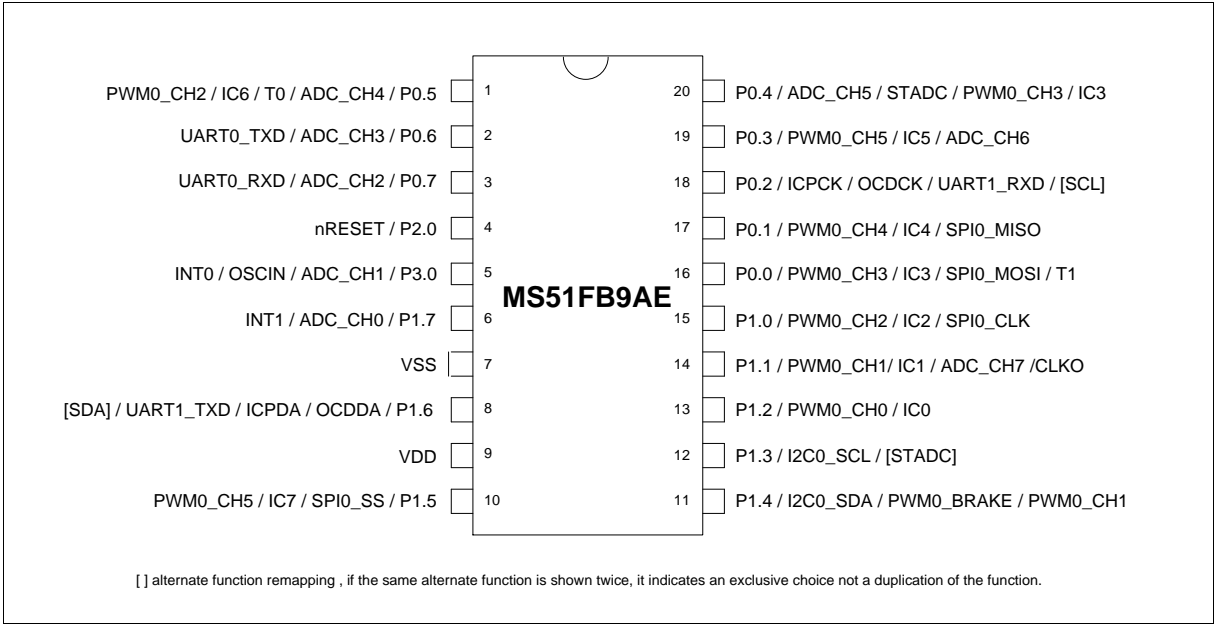 PWM0_CH2 / IC6 / T0 / ADC_CH4 / P0.5 1
20 P0.4 / ADC_CH5 / STADC / PWM0_CH3 / IC3
UART0_TXD / ADC_CH3 / P0.6 2
19 P0.3 / PWM0_CH5 / IC5 / ADC_CH6
UART0_RXD / ADC_CH2 / P0.7 3
18 P0.2 / ICPCK / OCDCK / UART1_RXD / [SCL]
nRESET / P2.0 4
17 P0.1 / PWM0_CH4 / IC4 / SPI0_MISO
INT0 / OSCIN / ADC_CH1 / P3.0 5
16 P0.0 / PWM0_CH3 / IC3 / SPI0_MOSI / T1
MS51FB9AE
INT1 / ADC_CH0 / P1.7 6
15 P1.0 / PWM0_CH2 / IC2 / SPI0_CLK
VSS 7
14 P1.1 / PWM0_CH1/ IC1 / ADC_CH7 /CLKO
[SDA] / UART1_TXD / ICPDA / OCDDA / P1.6 8
13 P1.2 / PWM0_CH0 / IC0
VDD 9
12 P1.3 / I2C0_SCL / [STADC]
PWM0_CH5 / IC7 / SPI0_SS / P1.5 10
11 P1.4 / I2C0_SDA / PWM0_BRAKE / PWM0_CH1
[ ] alternate function remapping , if the same alternate function is shown twice, it indicates an exclusive choice not a duplication of the function.